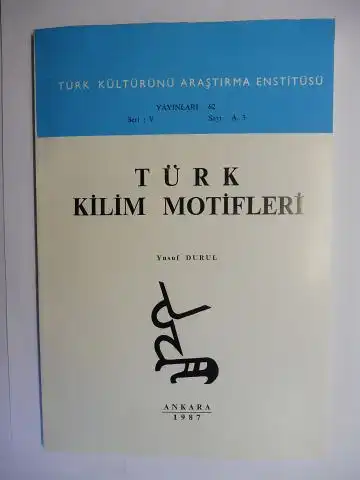 TÜRK KÜLTÜRÜNÜ ARAŞTIRMA ENSTİTÜSÜ
YAYINLARI 62
Seri : V Sayı A. 3
TÜRK
KİLİM MOTİFLERİ
Yusuf DURUL
ANKARA
1987